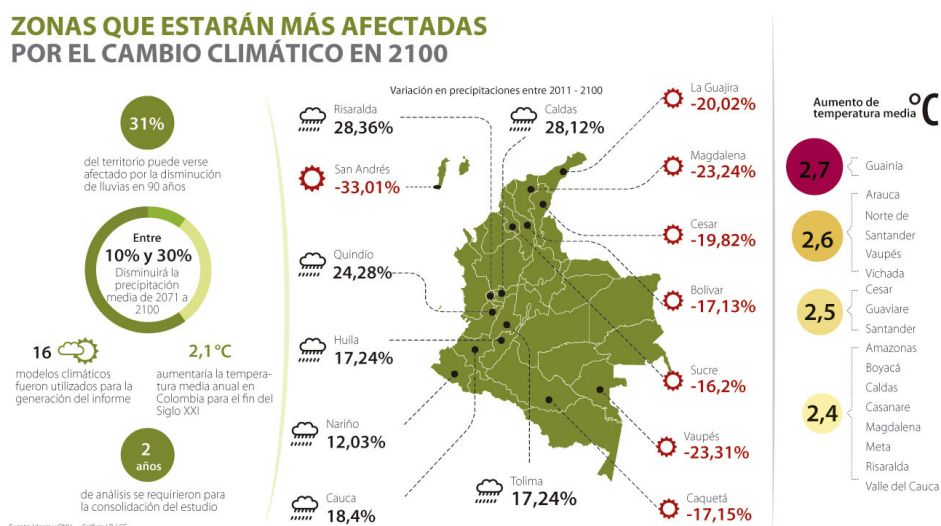 ZONAS QUE ESTARÁN MÁS AFECTADAS
POR EL CAMBIO CLIMÁTICO EN 2100
31%
del territorio puede verse
afectado por la disminución
de lluvias en 90 años
Entre
10% y 30%
Disminuirá la
precipitación
media de 2071 a
2100
16
modelos climáticos
fueron utilizados para la
generación del informe
2,1 °C
aumentaría la tempera-
tura media anual en
Colombia para el fin del
Siglo XXI
2
años
de análisis se requirieron para
la consolidación del estudio
Variación en precipitaciones entre 2011 - 2100
Risaralda
28,36%
Caldas
28,12%
San Andrés
-33,01%
Quindío
24,28%
Huila
17,24%
Nariño
12,03%
Cauca
18,4%
Tolima
17,24%
La Guajira
-20,02%
Magdalena
-23,24%
Cesar
-19,82%
Bolívar
-17,13%
Sucre
-16,2%
Vaupés
-23,31%
Caquetá
-17,15%
Aumento de
temperatura media
°C
2,7
Guainía
2,6
Arauca
Norte de
Santander
Vaupés
Vichada
2,5
Cesar
Guaviare
Santander
2,4
Amazonas
Boyacá
Caldas
Casanare
Magdalena
Meta
Risaralda
Valle del Cauca